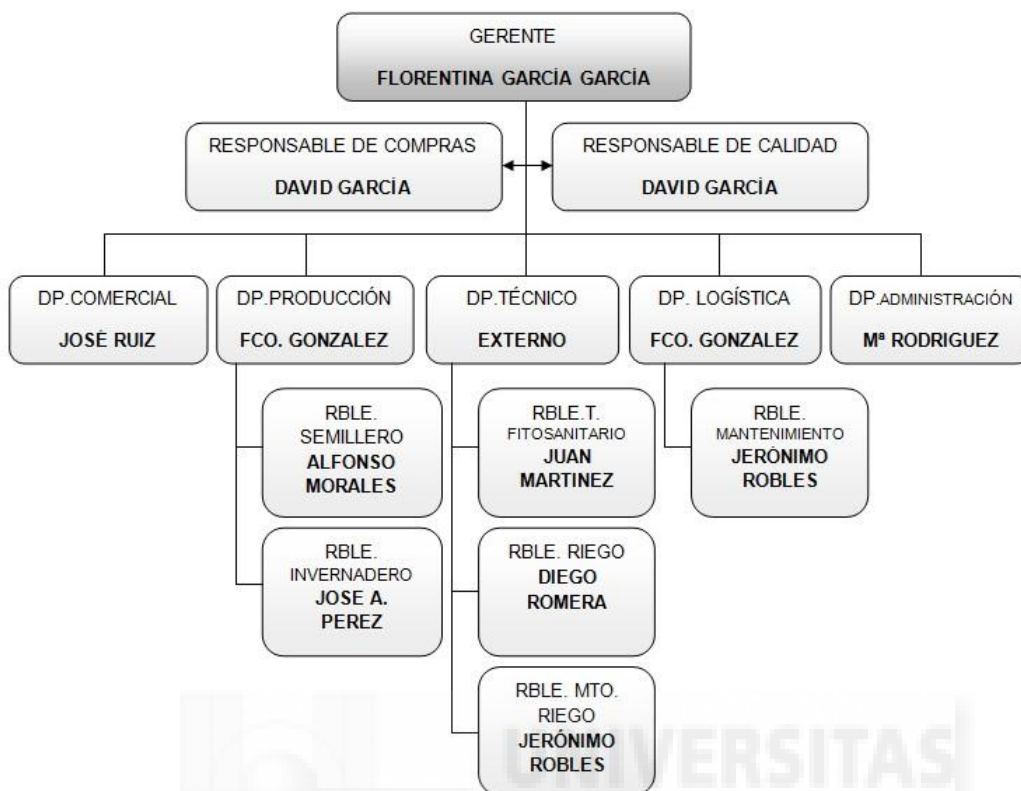 GERENTE
FLORENTINA GARCÍA GARCÍA
RESPONSABLE DE COMPRAS
DAVID GARCÍA
RESPONSABLE DE CALIDAD
DAVID GARCÍA
DP.COMERCIAL
JOSÉ RUIZ
DP.PRODUCCIÓN
FCO. GONZALEZ
DP.TÉCNICO
EXTERNO
DP. LOGÍSTICA
FCO. GONZALEZ
DP.ADMINISTRACIÓN
Mª RODRIGUEZ
RBLE.
SEMILLERO
ALFONSO
MORALES
RBLE.
INVERNADERO
JOSE A.
PEREZ
RBLE.T.
FITOSANITARIO
JUAN
MARTINEZ
RBLE. RIEGO
DIEGO
ROMERA
RBLE. MTO.
RIEGO
JERÓNIMO
ROBLES
RBLE.
MANTENIMIENTO
JERÓNIMO
ROBLES
UNIVERSITAS